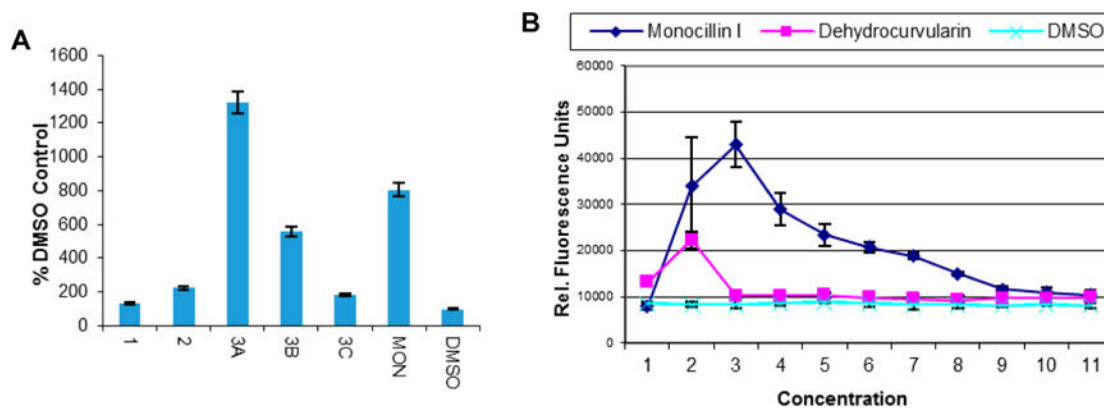 A
% DMSO Control
1600
1400
1200
1000
800
600
400
200
0
1
2
3A
3B
3C
MON
DMSO
B
Monocillin I Dehydrocurvularin DMSO
Rel. Fluorescence Units
60000
50000
40000
30000
20000
10000
0
1 2 3 4 5 6 7 8 9 10 11
Concentration